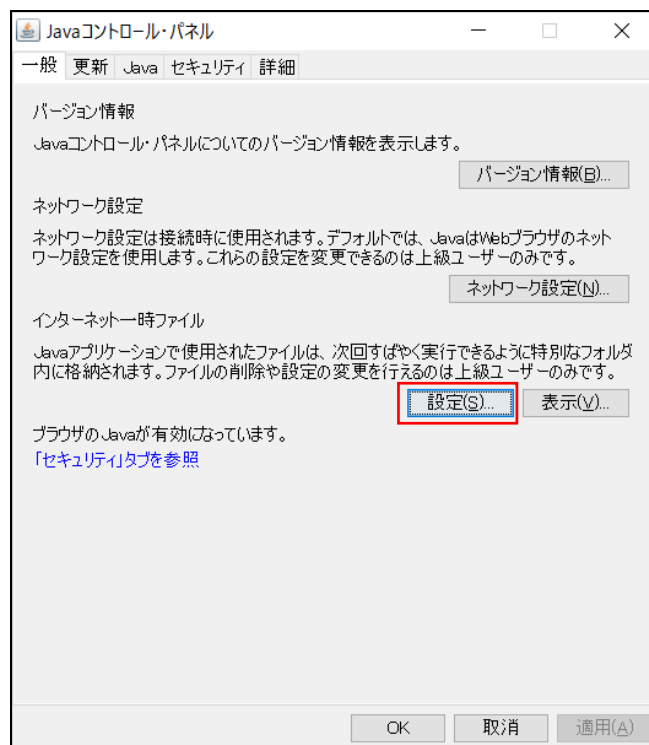 Javaコントロール・パネル
一般 更新 Java セキュリティ 詳細
バージョン情報
Javaコントロール・パネルについてのバージョン情報を表示します。
バージョン情報(B)...
ネットワーク設定
ネットワーク設定は接続時に使用されます。デフォルトでは、JavaはWebブラウザのネット
ワーク設定を使用します。これらの設定を変更できるのは上級ユーザーのみです。
ネットワーク設定(N)...
インターネット一時ファイル
Javaアプリケーションで使用されたファイルは、次回すばやく実行できるように特別なフォルダ
内に格納されます。ファイルの削除や設定の変更を行えるのは上級ユーザーのみです。
設定(S)... 表示(V)...
ブラウザのJavaが有効になっています。
「セキュリティ」タブを参照
OK 取消 適用(A)